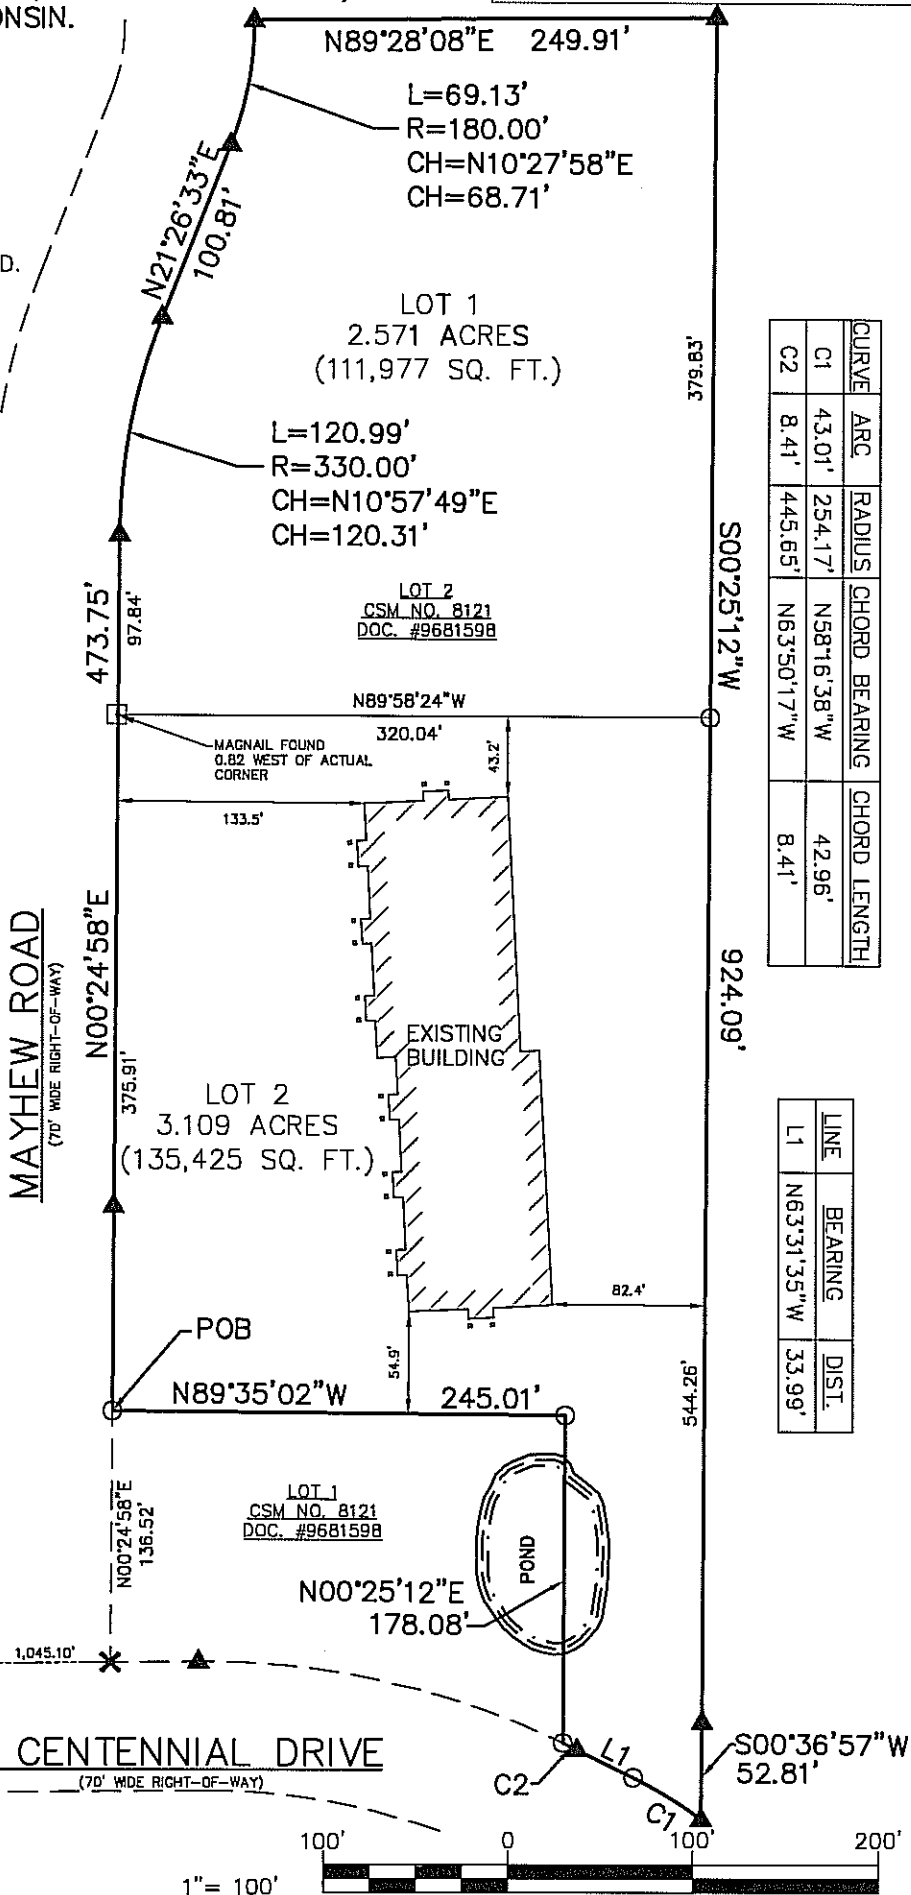 ONSIN.
N89°28'08"E 249.91'
L=69.13'
R=180.00'
CH=N10°27'58"E
CH=68.71'
N21°26'33"E
100.81'
D.
LOT 1
2.571 ACRES
(111,977 SQ. FT.)
379.83'
L=120.99'
R=330.00'
CH=N10°57'49"E
CH=120.31'
CURVE ARC RADIUS CHORD BEARING CHORD LENGTH
C1 43.01' 254.17' N58°16'38"W 42.96'
C2 8.41' 445.65' N63°50'17"W 8.41'
S00°25'12"W
924.09'
473.75'
97.84'
LOT 2
CSM NO. 8121
DOC. #9681598
N89°58'24"W
320.04'
MAGNAIL FOUND
0.82 WEST OF ACTUAL
CORNER
43.2'
133.5'
MAYHEW ROAD
(70' WIDE RIGHT-OF-WAY)
N00°24'58"E
375.91'
EXISTING
BUILDING
LOT 2
3.109 ACRES
(135,425 SQ. FT.)
LINE BEARING DIST.
L1 N63°31'35"W 33.99'
82.4'
544.26'
POB
54.9'
N89°35'02"W 245.01'
N00°24'58"E
136.52'
LOT 1
CSM NO. 8121
DOC. #9681598
POND
N00°25'12"E
178.08'
1,045.10'
CENTENNIAL DRIVE
(70' WIDE RIGHT-OF-WAY)
L1
C2
C1
S00°36'57"W
52.81'
100' 0 100' 200'
1"= 100'